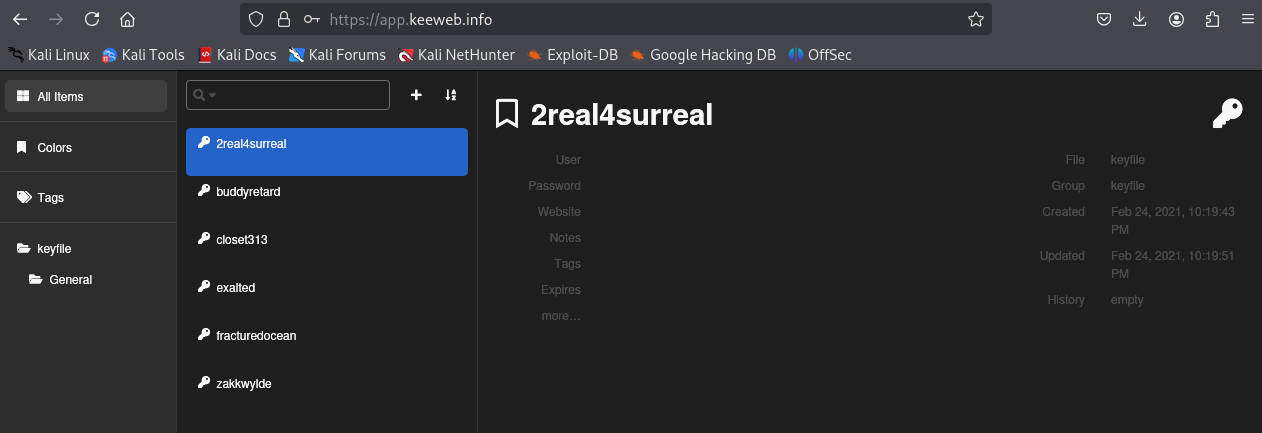 https://app.keeweb.info
Kali Linux Kali Tools Kali Docs Kali Forums Kali NetHunter Exploit-DB Google Hacking DB OffSec
All Items
Colors
Tags
keyfile
General
2real4surreal
buddyretard
closet313
exalted
fracturedocean
zakkwylde
2real4surreal
User
Password
Website
Notes
Tags
Expires
more...
File keyfile
Group keyfile
Created Feb 24, 2021, 10:19:43
PM
Updated Feb 24, 2021, 10:19:51
PM
History empty